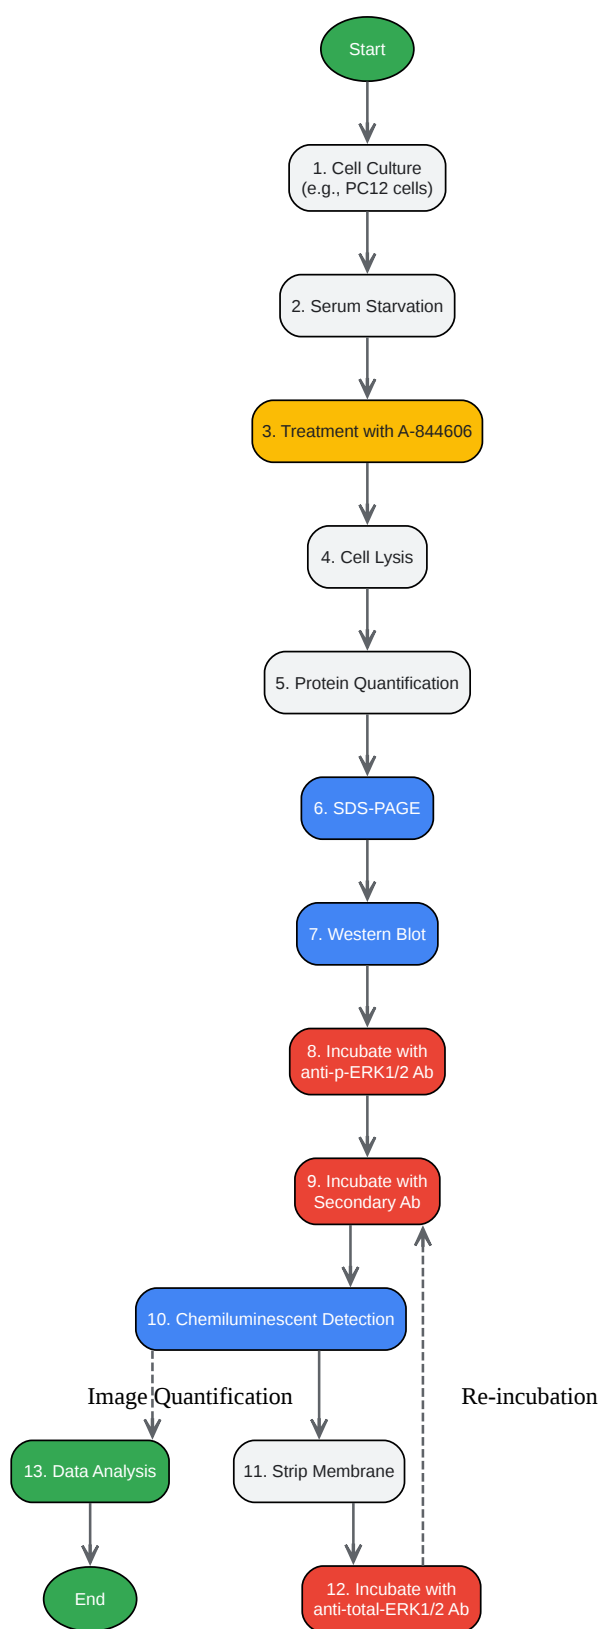 Start
1. Cell Culture
(e.g., PC12 cells)
2. Serum Starvation
3. Treatment with A-844606
4. Cell Lysis
5. Protein Quantification
6. SDS-PAGE
7. Western Blot
8. Incubate with
anti-p-ERK1/2 Ab
9. Incubate with
Secondary Ab
10. Chemiluminescent Detection
Image Quantification
Re-incubation
13. Data Analysis
11. Strip Membrane
End
12. Incubate with
anti-total-ERK1/2 Ab